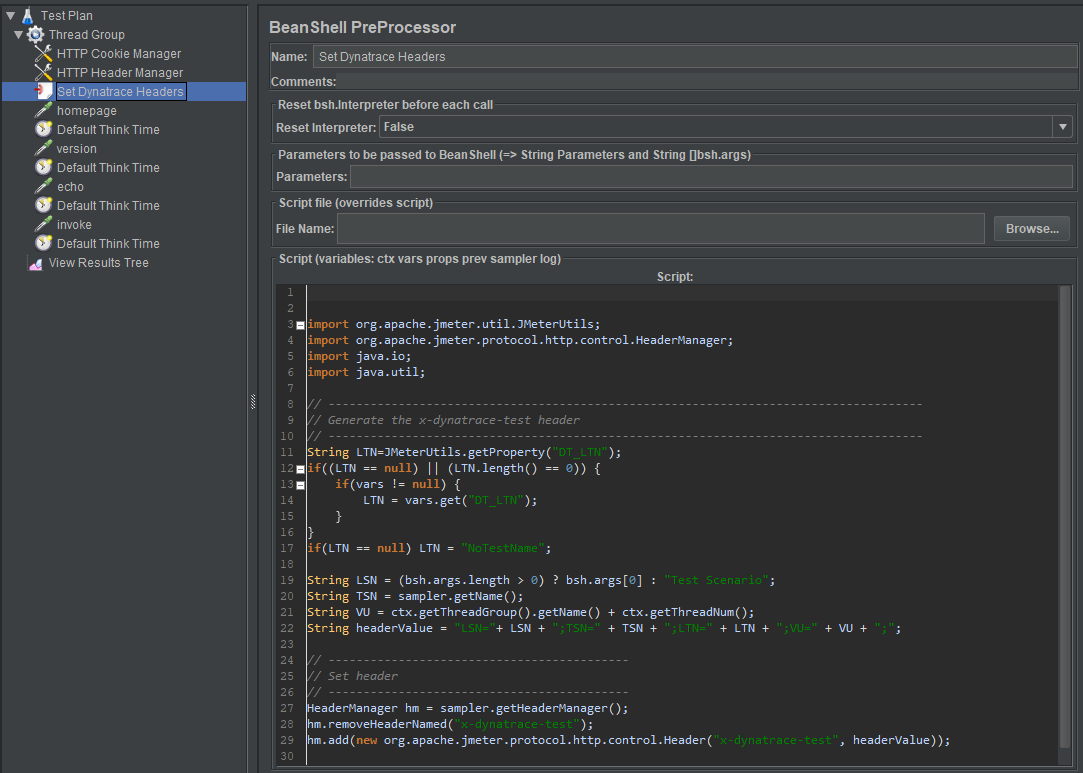 Test Plan
Thread Group
HTTP Cookie Manager
HTTP Header Manager
Set Dynatrace Headers
homepage
Default Think Time
version
Default Think Time
echo
Default Think Time
invoke
Default Think Time
View Results Tree
BeanShell PreProcessor
Name: Set Dynatrace Headers
Comments:
Reset bsh.Interpreter before each call
Reset Interpreter: False
Parameters to be passed to BeanShell (=> String Parameters and String []bsh.args)
Parameters:
Script file (overrides script)
File Name: Browse...
Script (variables: ctx vars props prev sampler log)
Script:
1
2
3 import org.apache.jmeter.util.JMeterUtils;
4 import org.apache.jmeter.protocol.http.control.HeaderManager;
5 import java.io;
6 import java.util;
7
8 // -------------------------------------------------------------------------------------
9 // Generate the x-dynatrace-test header
10 // -------------------------------------------------------------------------------------
11 String LTN=JMeterUtils.getProperty("DT_LTN");
12 if((LTN == null) || (LTN.length() == 0)) {
13     if(vars != null) {
14         LTN = vars.get("DT_LTN");
15     }
16 }
17 if(LTN == null) LTN = "NoTestName";
18
19 String LSN = (bsh.args.length > 0) ? bsh.args[0] : "Test Scenario";
20 String TSN = sampler.getName();
21 String VU = ctx.getThreadGroup().getName() + ctx.getThreadNum();
22 String headerValue = "LSN="+ LSN + ";TSN=" + TSN + ";LTN=" + LTN + ";VU=" + VU + ";";
23
24 // -------------------------------------------
25 // Set header
26 // -------------------------------------------
27 HeaderManager hm = sampler.getHeaderManager();
28 hm.removeHeaderNamed("x-dynatrace-test");
29 hm.add(new org.apache.jmeter.protocol.http.control.Header("x-dynatrace-test", headerValue));
30